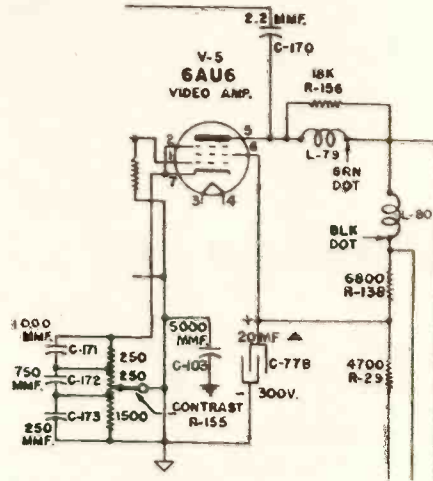 2.2 MMF.
C-170
V-5
6AU6
VIDEO AMP.
18K
R-156
2
1
7
5
6
3
4
L-79
GRN
DOT
L-80
BLK
DOT
6800
R-138
1000
MMF.
C-171
250
750
MMF.
C-172
250
C-173
1500
250
MMF.
5000
MMF.
C-103
CONTRAST
R-155
+
20MF
C-77B
300V.
4700
R-29